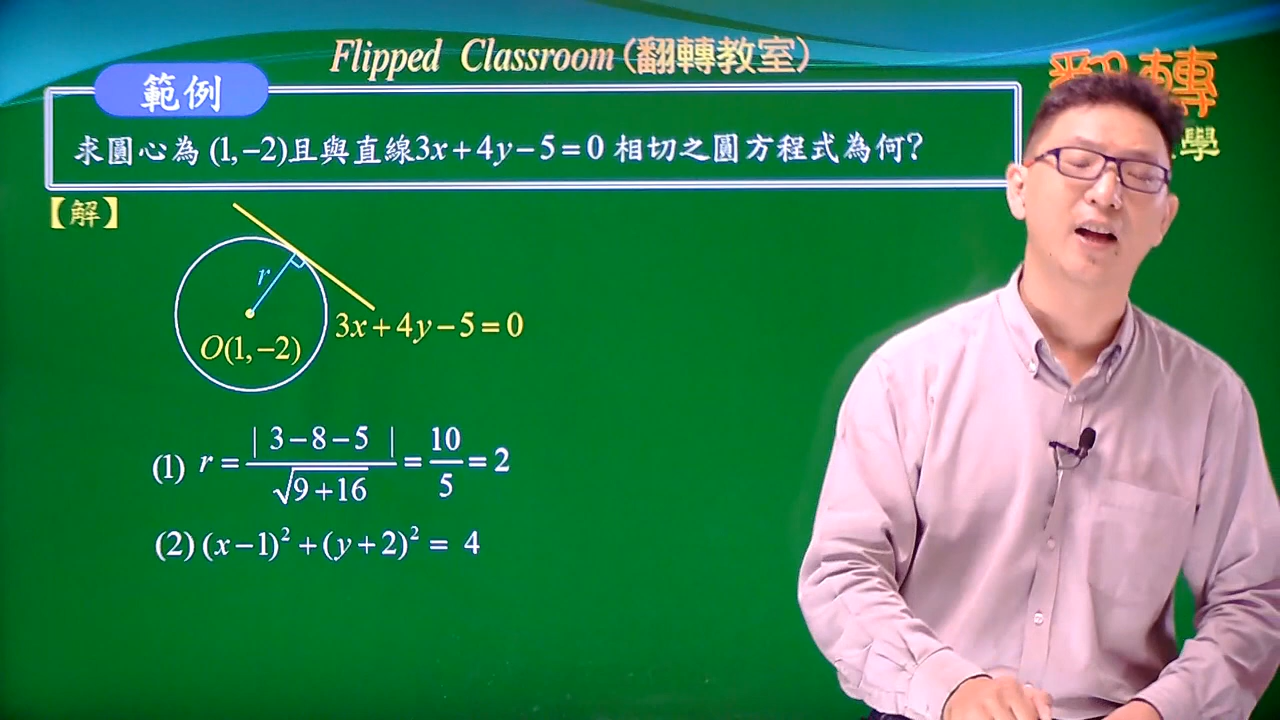 Flipped Classroom (翻轉教室)
翻轉
學
範例
求圓心為 (1,−2)且與直線3x+4y−5=0 相切之圓方程式為何?
【解】
r
O(1,−2)
3x+4y−5=0
(1) r = | 3−8−5 | / √9+16 = 10/5 = 2
(2) (x−1)² + (y+2)² = 4